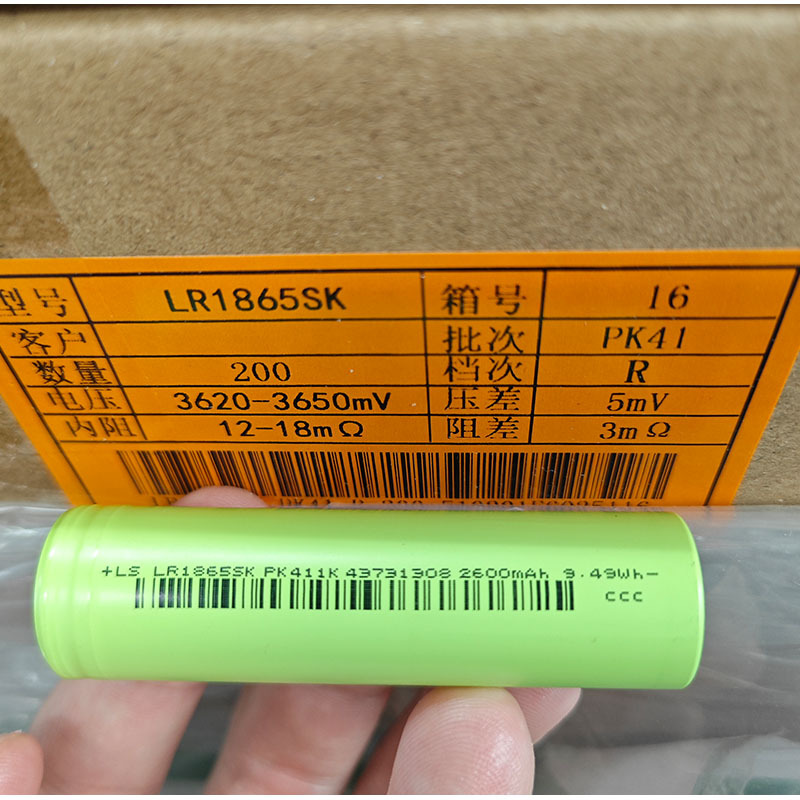 型号 LR1865SK 箱号 16
客户 批次 PK41
数量 200 档次 R
电压 3620-3650mV 压差 5mV
内阻 12-18mΩ 阻差 3mΩ
+LS LR1865SK PK411K 43731308 2600mAh 9.49Wh-
ccc